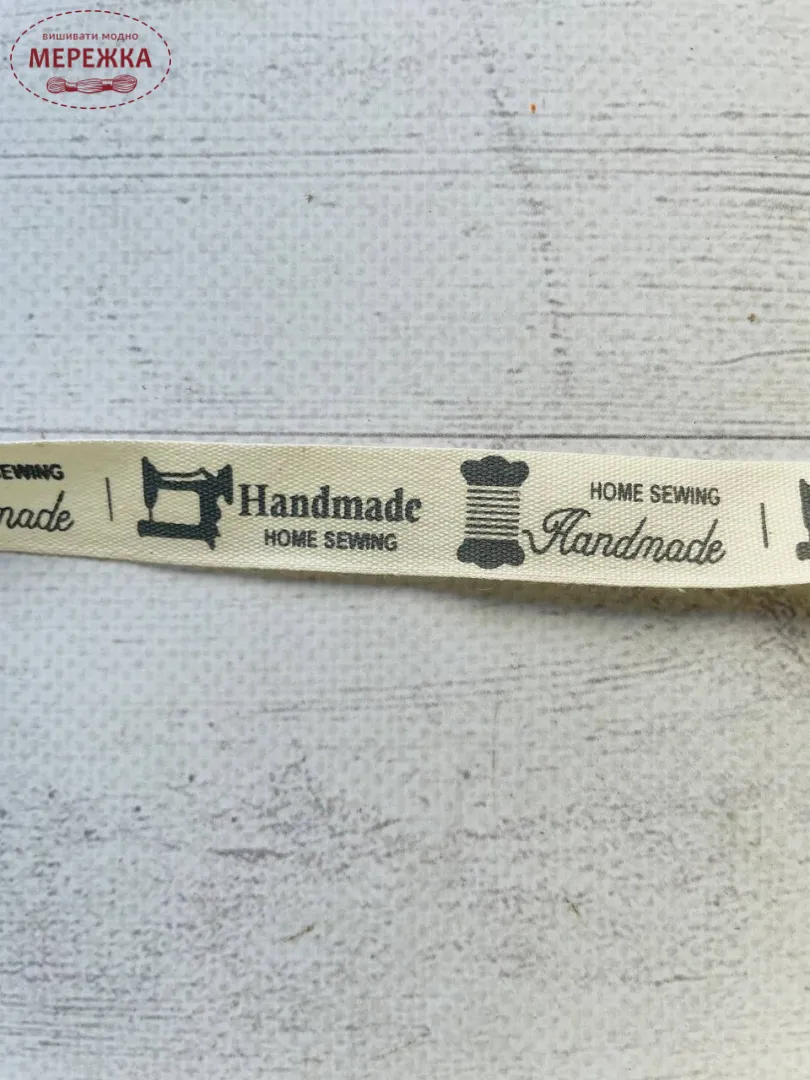 вишивати модно
МЕРЕЖКА
EWING
nade
Handmade
HOME SEWING
HOME SEWING
Handmade